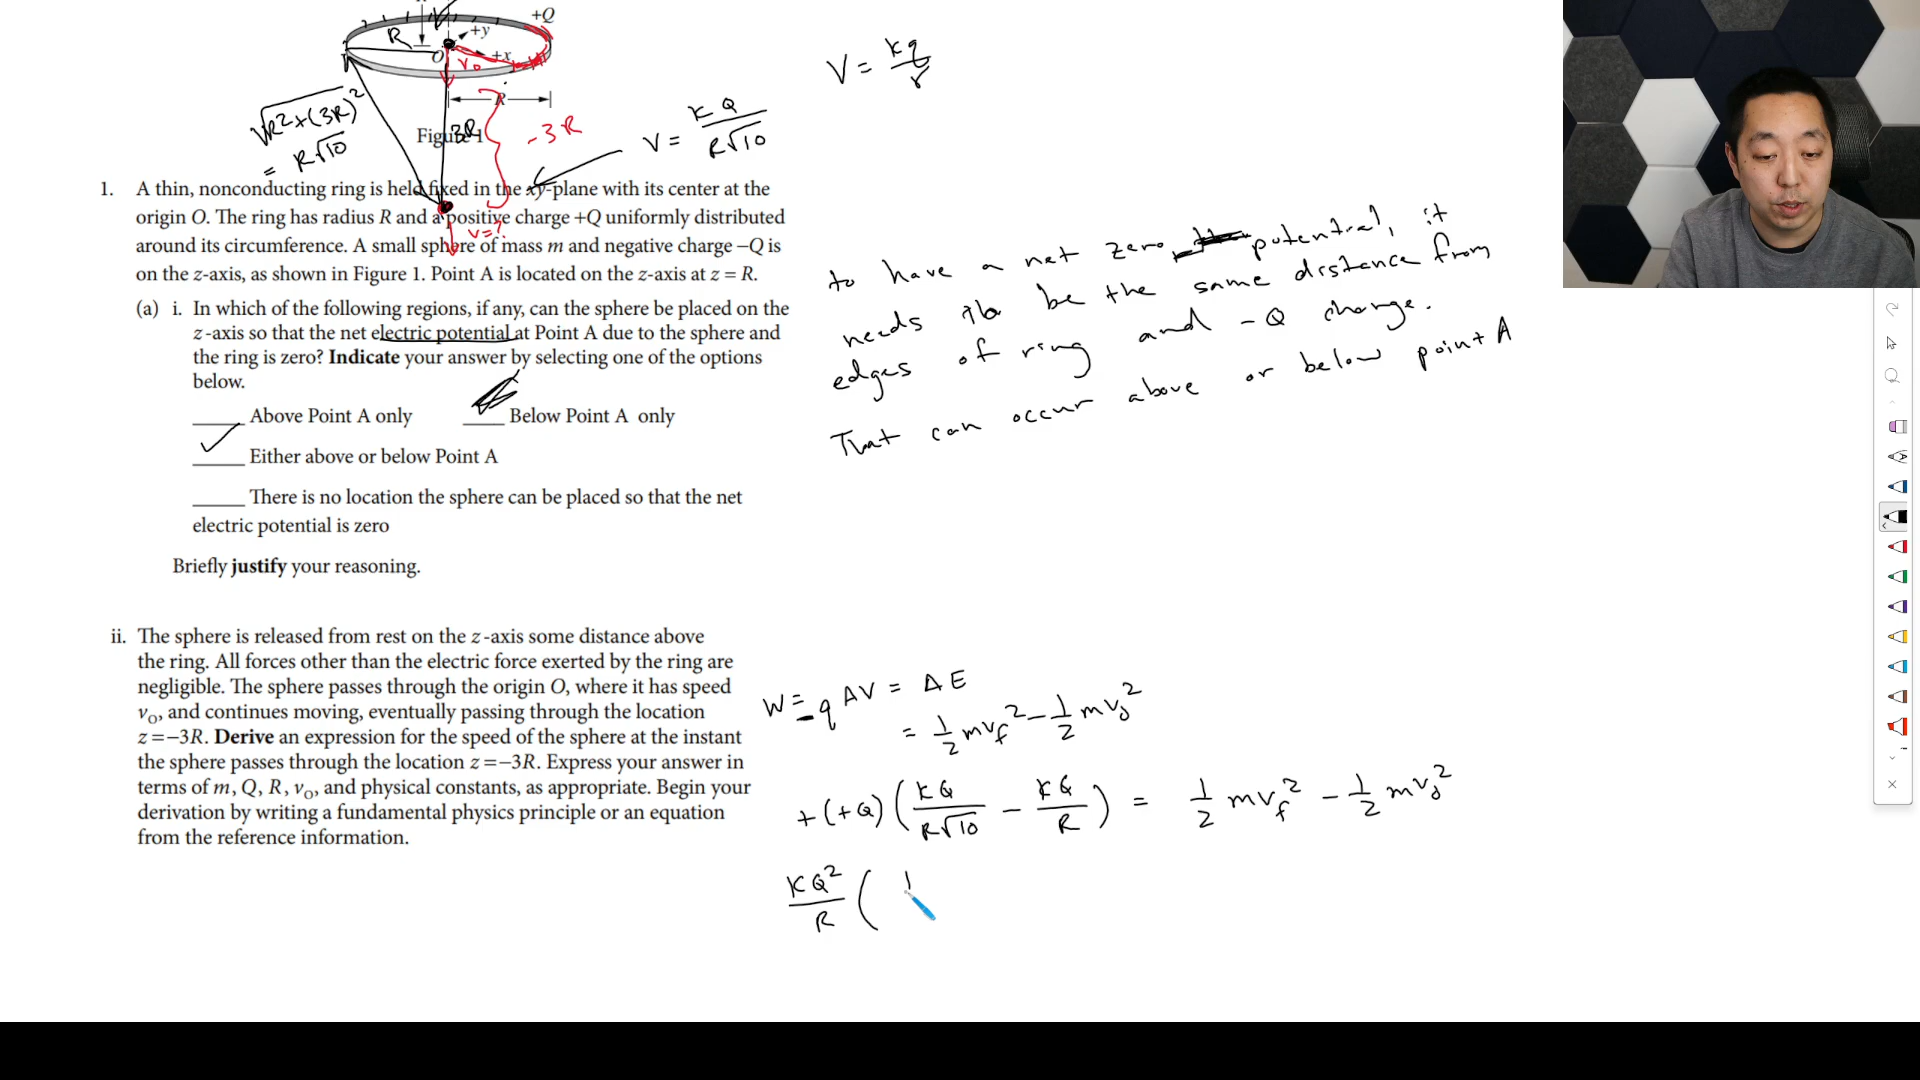 +Q
R
+y
O
+x
v₀
R
√R²+(3R)²
= R√10
Figure 1
3R
-3R
V = KQ / R√10
V = kq / r
1. A thin, nonconducting ring is held fixed in the xy-plane with its center at the
origin O. The ring has radius R and a positive charge +Q uniformly distributed
v=?
around its circumference. A small sphere of mass m and negative charge −Q is
on the z-axis, as shown in Figure 1. Point A is located on the z-axis at z = R.
(a) i. In which of the following regions, if any, can the sphere be placed on the
z-axis so that the net electric potential at Point A due to the sphere and
the ring is zero? Indicate your answer by selecting one of the options
below.
____ Above Point A only ____ Below Point A only
____ Either above or below Point A
____ There is no location the sphere can be placed so that the net
electric potential is zero
Briefly justify your reasoning.
to have a net zero potential, it
needs to be the same distance from
edges of ring and -Q charge.
That can occur above or below point A
ii. The sphere is released from rest on the z-axis some distance above
the ring. All forces other than the electric force exerted by the ring are
negligible. The sphere passes through the origin O, where it has speed
v₀, and continues moving, eventually passing through the location
z=−3R. Derive an expression for the speed of the sphere at the instant
the sphere passes through the location z=−3R. Express your answer in
terms of m, Q, R, v₀, and physical constants, as appropriate. Begin your
derivation by writing a fundamental physics principle or an equation
from the reference information.
W = -qΔV = ΔE
= 1/2 mv_f² - 1/2 mv₀²
+(+Q)(KQ / R√10 - KQ / R) = 1/2 mv_f² - 1/2 mv₀²
KQ² / R ( 1